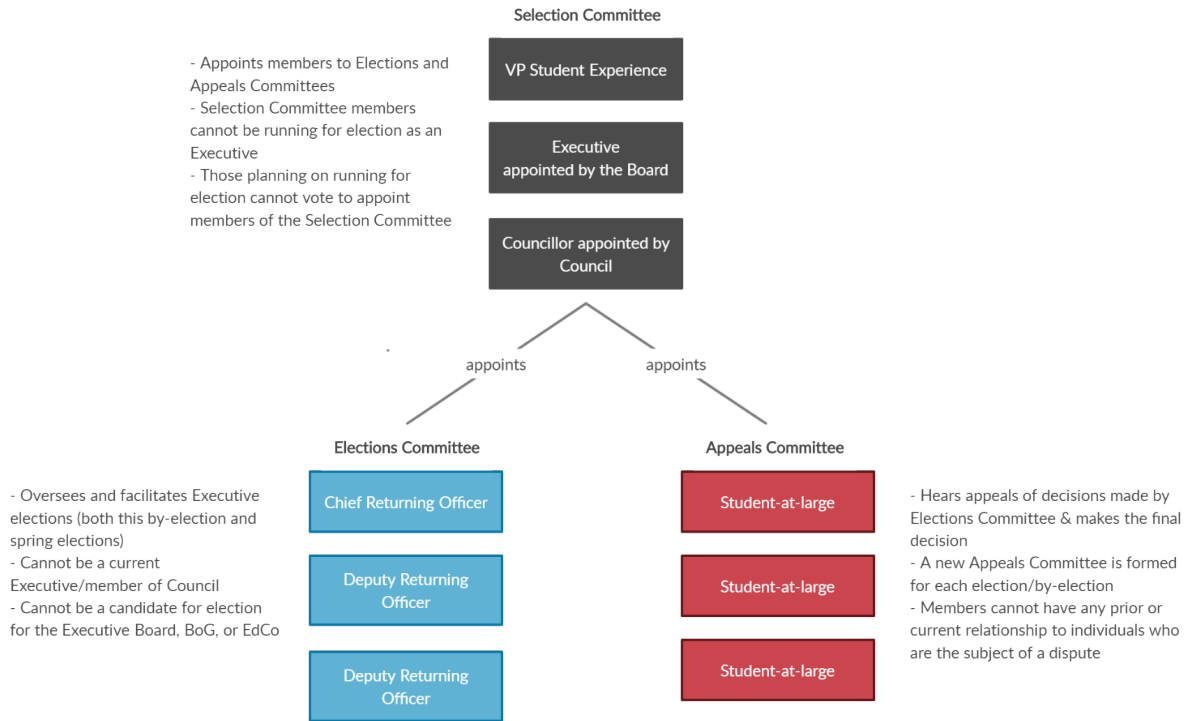 Selection Committee
VP Student Experience
- Appoints members to Elections and
Appeals Committees
- Selection Committee members
cannot be running for election as an
Executive
- Those planning on running for
election cannot vote to appoint
members of the Selection Committee
Executive
appointed by the Board
Councillor appointed by
Council
appoints
appoints
Elections Committee
Chief Returning Officer
Deputy Returning
Officer
Deputy Returning
Officer
- Oversees and facilitates Executive
elections (both this by-election and
spring elections)
- Cannot be a current
Executive/member of Council
- Cannot be a candidate for election
for the Executive Board, BoG, or EdCo
Appeals Committee
Student-at-large
Student-at-large
Student-at-large
- Hears appeals of decisions made by
Elections Committee & makes the final
decision
- A new Appeals Committee is formed
for each election/by-election
- Members cannot have any prior or
current relationship to individuals who
are the subject of a dispute